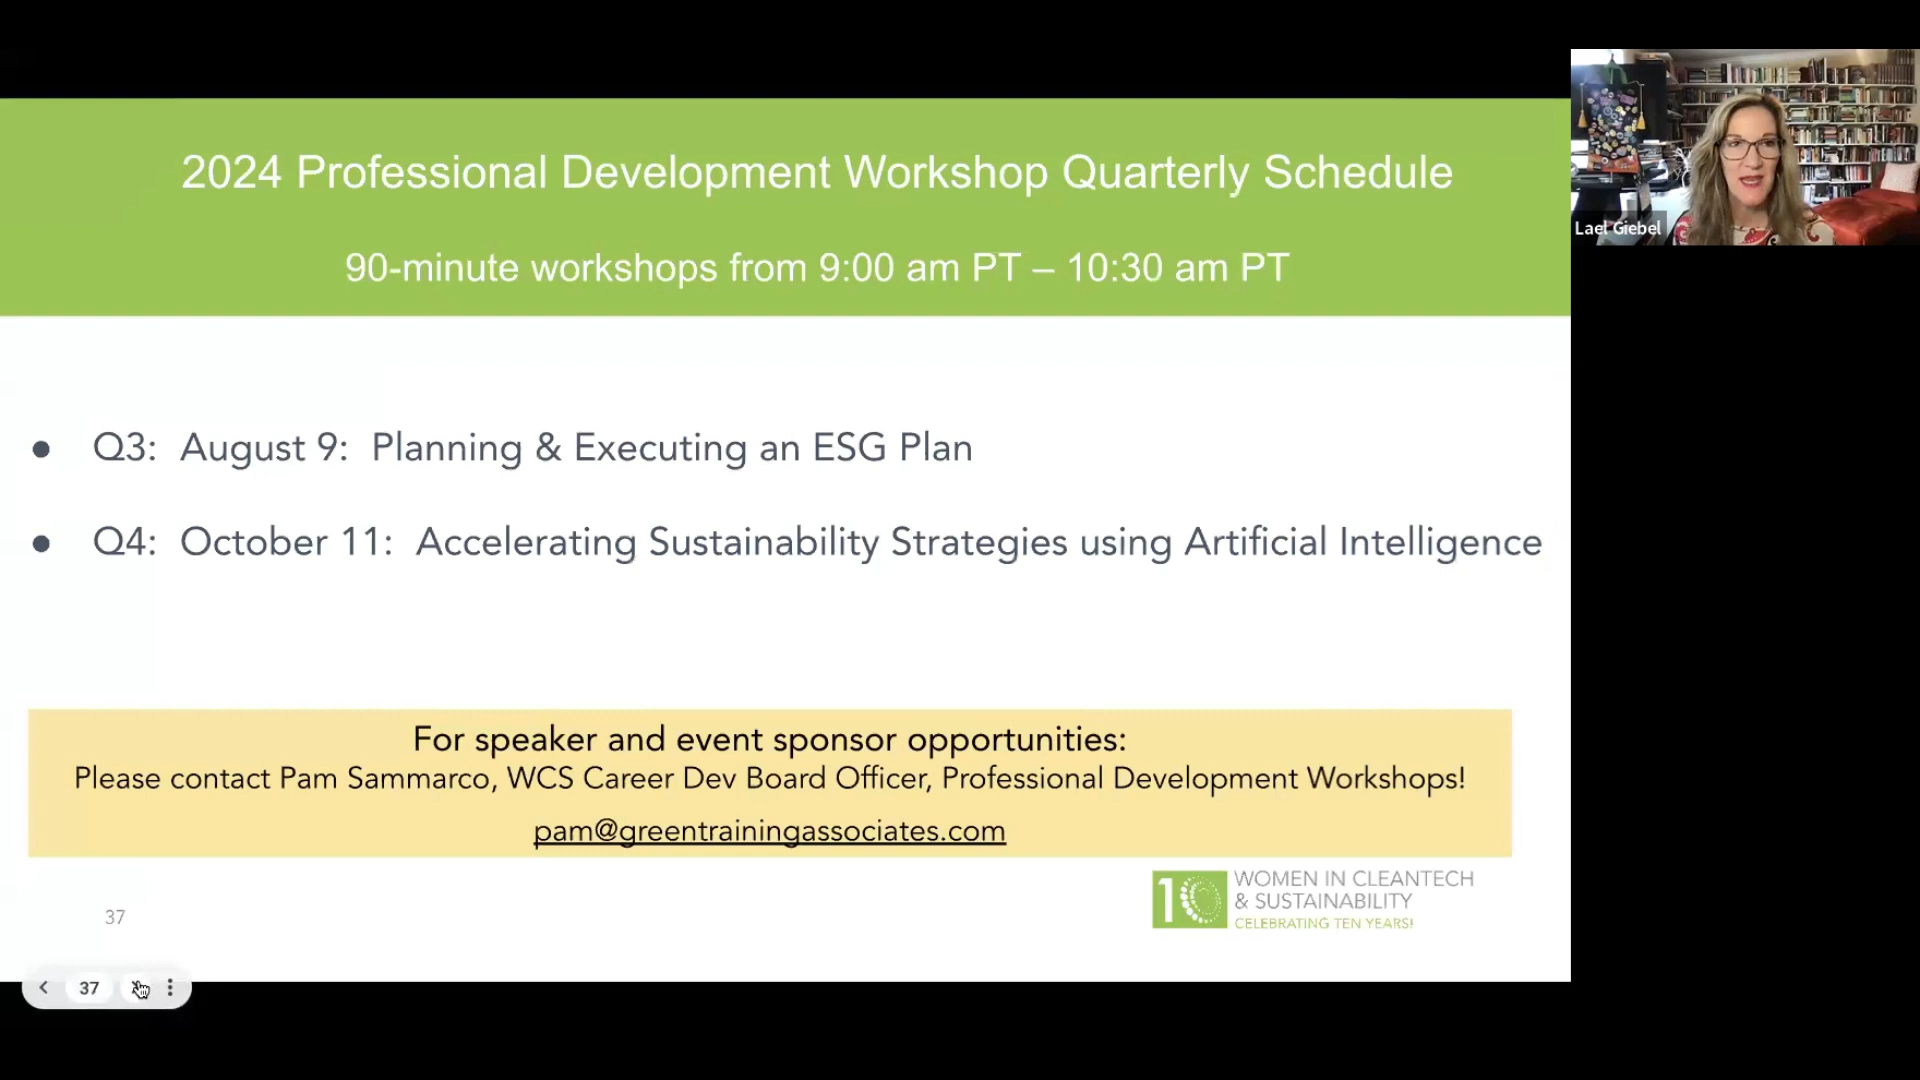 2024 Professional Development Workshop Quarterly Schedule
90-minute workshops from 9:00 am PT – 10:30 am PT
Lael Giebel
● Q3: August 9: Planning & Executing an ESG Plan
● Q4: October 11: Accelerating Sustainability Strategies using Artificial Intelligence
For speaker and event sponsor opportunities:
Please contact Pam Sammarco, WCS Career Dev Board Officer, Professional Development Workshops!
pam@greentrainingassociates.com
10 WOMEN IN CLEANTECH
& SUSTAINABILITY
CELEBRATING TEN YEARS!
37
37